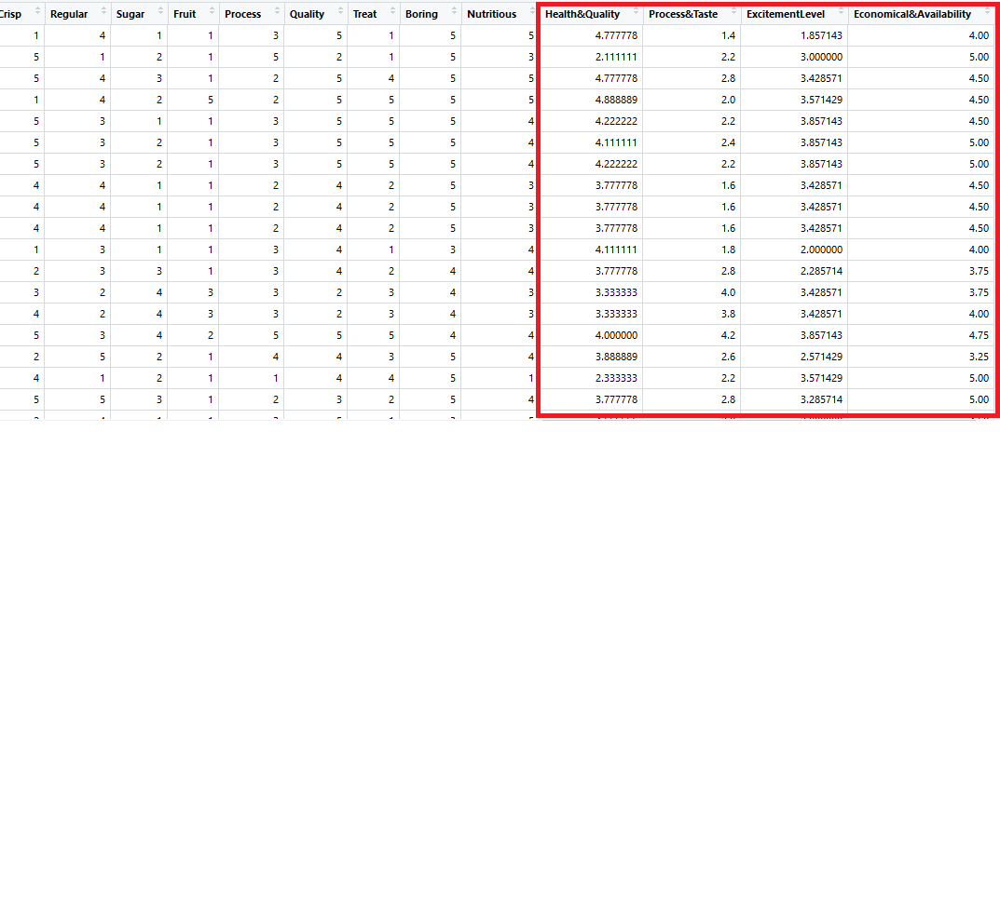 Crisp Regular Sugar Fruit Process Quality Treat Boring Nutritious Health&Quality Process&Taste ExcitementLevel Economical&Availability
1 4 1 1 3 5 1 5 5 4.777778 1.4 1.857143 4.00
5 1 2 1 5 2 1 5 3 2.111111 2.2 3.000000 5.00
5 4 3 1 2 5 4 5 5 4.777778 2.8 3.428571 4.50
1 4 2 5 2 5 5 5 5 4.888889 2.0 3.571429 4.50
5 3 1 1 3 5 5 5 4 4.222222 2.2 3.857143 4.50
5 3 2 1 3 5 5 5 4 4.111111 2.4 3.857143 5.00
5 3 2 1 3 5 5 5 4 4.222222 2.2 3.857143 5.00
4 4 1 1 2 4 2 5 3 3.777778 1.6 3.428571 4.50
4 4 1 1 2 4 2 5 3 3.777778 1.6 3.428571 4.50
4 4 1 1 2 4 2 5 3 3.777778 1.6 3.428571 4.50
1 3 1 1 3 4 1 3 4 4.111111 1.8 2.000000 4.00
2 3 3 1 3 4 2 4 4 3.777778 2.8 2.285714 3.75
3 2 4 3 3 2 3 4 3 3.333333 4.0 3.428571 3.75
4 2 4 3 3 2 3 4 3 3.333333 3.8 3.428571 4.00
5 3 4 2 5 5 5 4 4 4.000000 4.2 3.857143 4.75
2 5 2 1 4 4 3 5 4 3.888889 2.6 2.571429 3.25
4 1 2 1 1 4 4 5 1 2.333333 2.2 3.571429 5.00
5 5 3 1 2 3 2 5 4 3.777778 2.8 3.285714 5.00